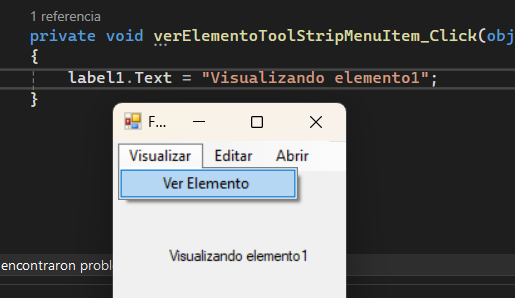 1 referencia
private void verElementoToolStripMenuItem_Click(obj
{
label1.Text = "Visualizando elemento1";
}
F...
Visualizar Editar Abrir
Ver Elemento
Visualizando elemento1
encontraron probl